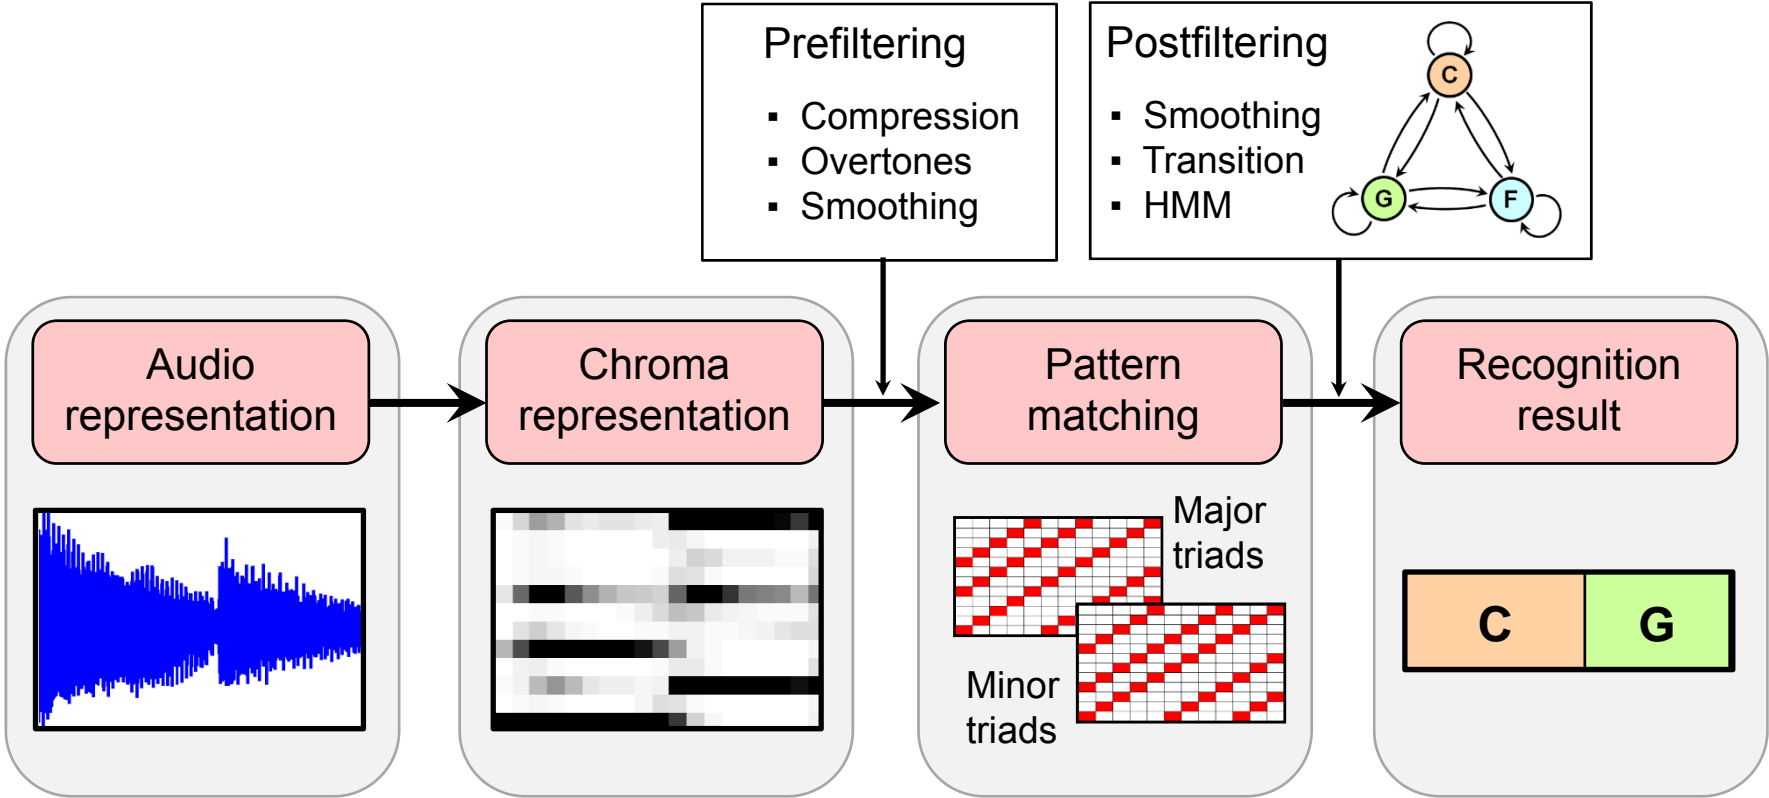 Prefiltering
▪ Compression
▪ Overtones
▪ Smoothing
Postfiltering
▪ Smoothing
▪ Transition
▪ HMM
C
G
F
Audio
representation
Chroma
representation
Pattern
matching
Recognition
result
Major
triads
Minor
triads
C
G